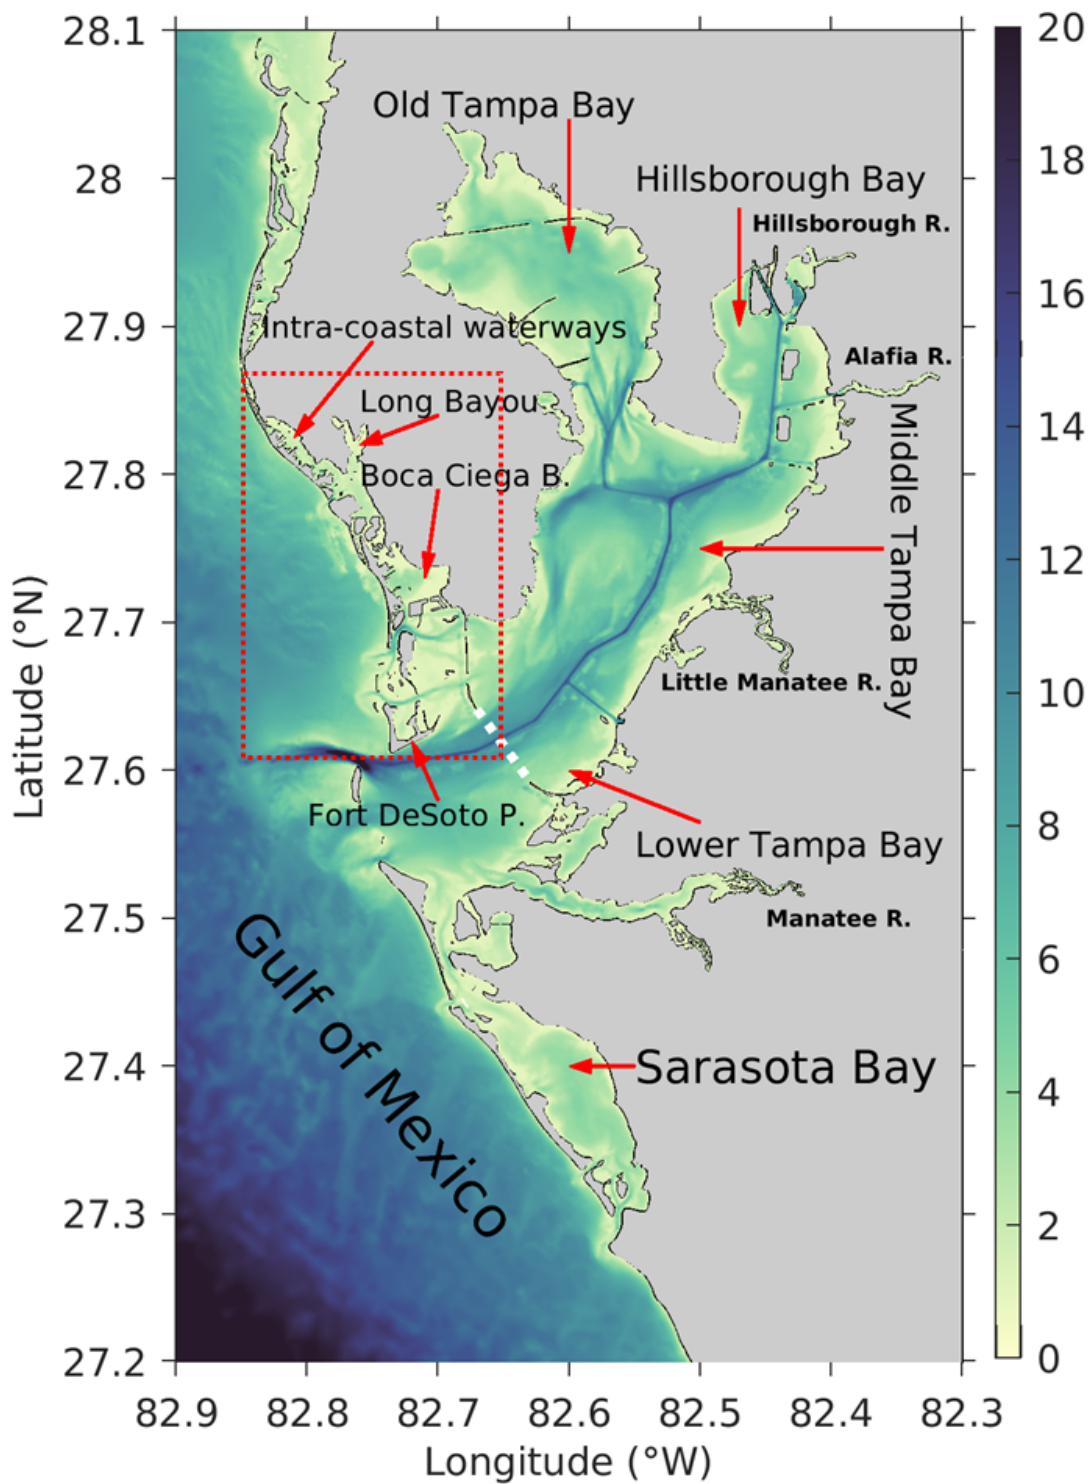 28.1
28
27.9
27.8
27.7
27.6
27.5
27.4
27.3
27.2
Latitude (°N)
82.9
82.8
82.7
82.6
82.5
82.4
82.3
Longitude (°W)
Old Tampa Bay
Hillsborough Bay
Hillsborough R.
Intra-coastal waterways
Alafia R.
Long Bayou
Boca Ciega B.
Middle Tampa Bay
Little Manatee R.
Fort DeSoto P.
Lower Tampa Bay
Manatee R.
Gulf of Mexico
Sarasota Bay
20
18
16
14
12
10
8
6
4
2
0